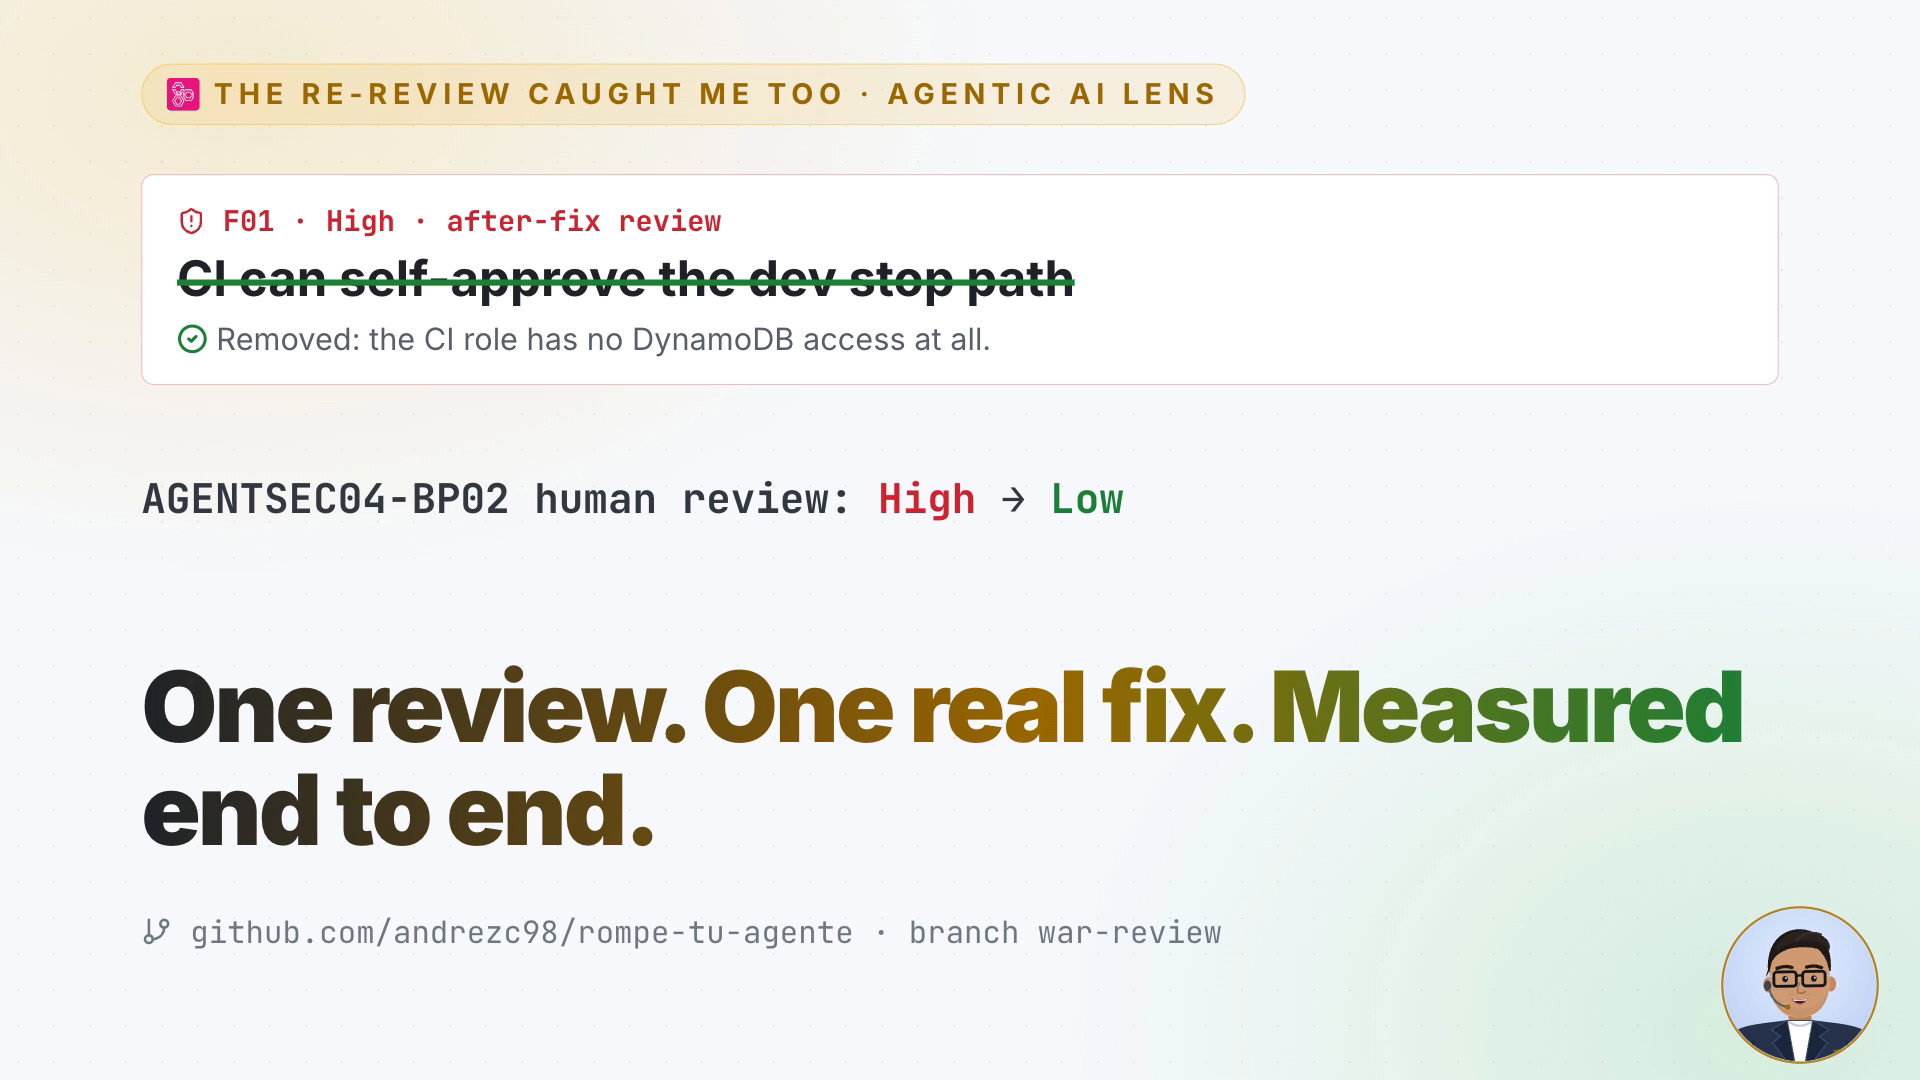 THE RE-REVIEW CAUGHT ME TOO · AGENTIC AI LENS
F01 · High · after-fix review
CI can self-approve the dev stop path
Removed: the CI role has no DynamoDB access at all.
AGENTSEC04-BP02 human review: High → Low
One review. One real fix. Measured
end to end.
github.com/andrezc98/rompe-tu-agente · branch war-review